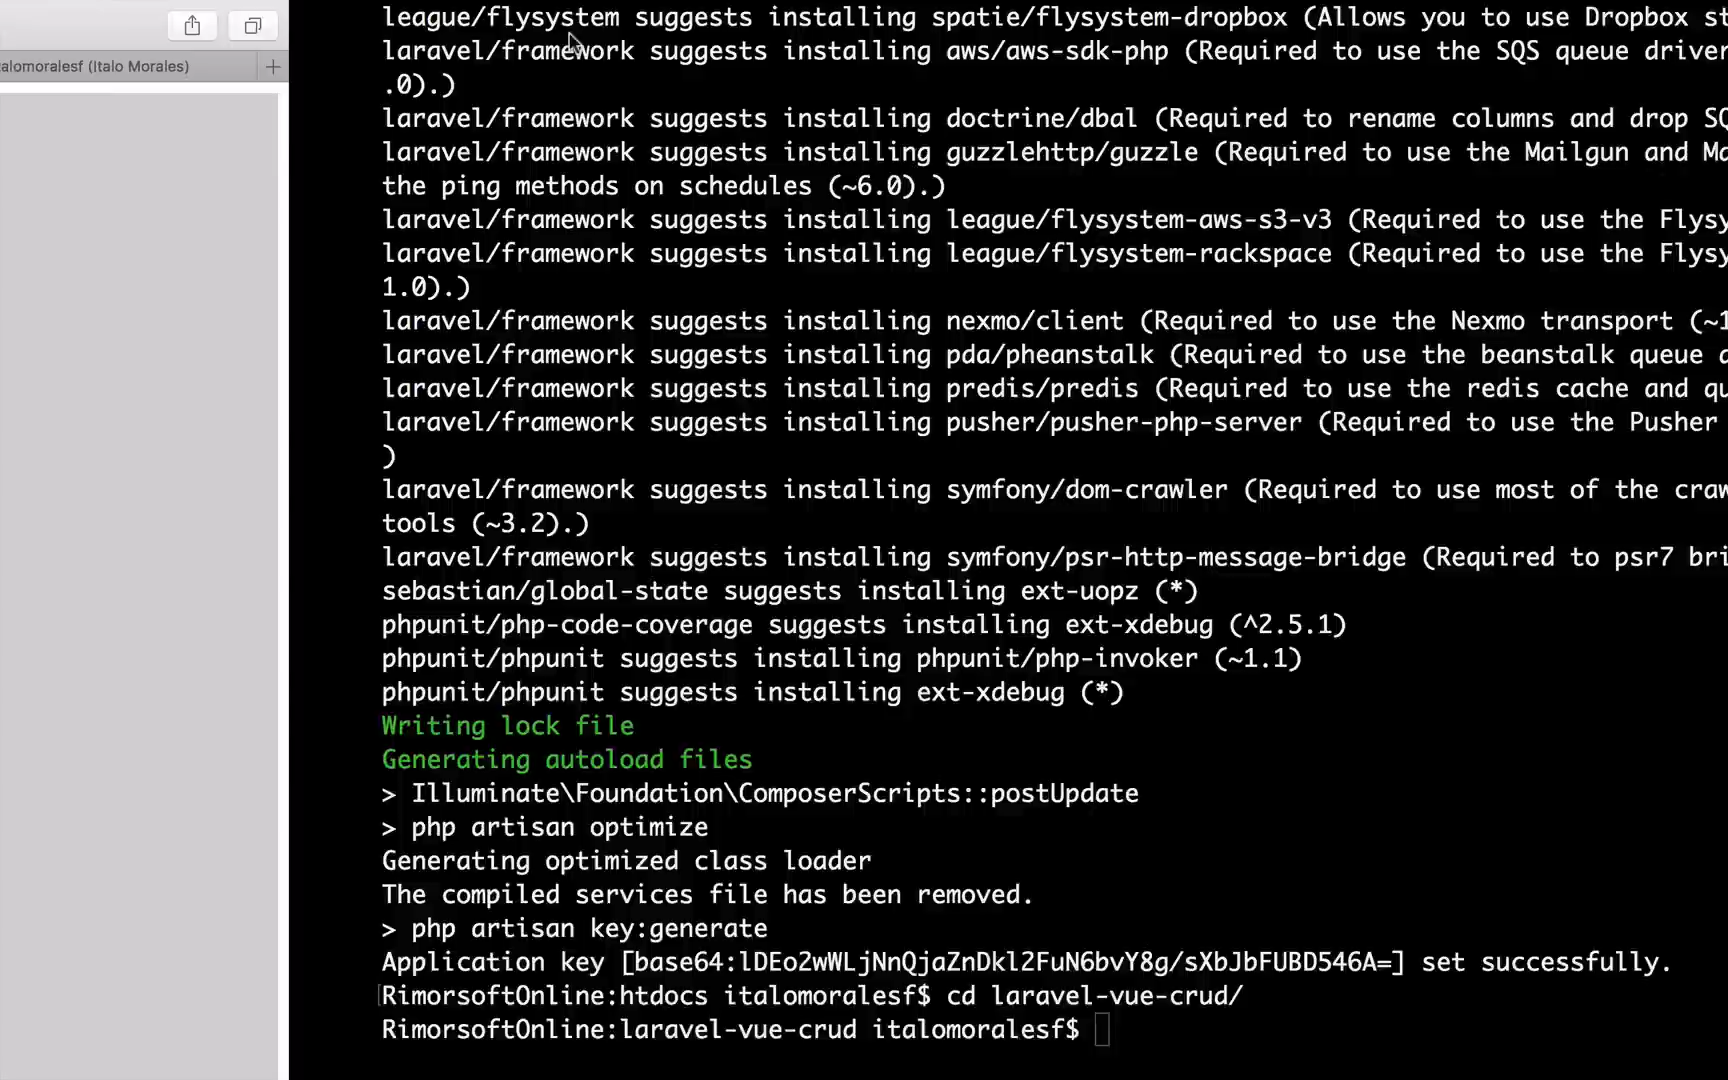 league/flysystem suggests installing spatie/flysystem-dropbox (Allows you to use Dropbox st
laravel/framework suggests installing aws/aws-sdk-php (Required to use the SQS queue driver
alomoralesf (Italo Morales)
.0).)
laravel/framework suggests installing doctrine/dbal (Required to rename columns and drop SQ
laravel/framework suggests installing guzzlehttp/guzzle (Required to use the Mailgun and Ma
the ping methods on schedules (~6.0).)
laravel/framework suggests installing league/flysystem-aws-s3-v3 (Required to use the Flysy
laravel/framework suggests installing league/flysystem-rackspace (Required to use the Flysy
1.0).)
laravel/framework suggests installing nexmo/client (Required to use the Nexmo transport (~1
laravel/framework suggests installing pda/pheanstalk (Required to use the beanstalk queue d
laravel/framework suggests installing predis/predis (Required to use the redis cache and qu
laravel/framework suggests installing pusher/pusher-php-server (Required to use the Pusher
)
laravel/framework suggests installing symfony/dom-crawler (Required to use most of the craw
tools (~3.2).)
laravel/framework suggests installing symfony/psr-http-message-bridge (Required to psr7 bri
sebastian/global-state suggests installing ext-uopz (*)
phpunit/php-code-coverage suggests installing ext-xdebug (^2.5.1)
phpunit/phpunit suggests installing phpunit/php-invoker (~1.1)
phpunit/phpunit suggests installing ext-xdebug (*)
Writing lock file
Generating autoload files
> Illuminate\Foundation\ComposerScripts::postUpdate
> php artisan optimize
Generating optimized class loader
The compiled services file has been removed.
> php artisan key:generate
Application key [base64:lDEo2wWLjNnQjaZnDkl2FuN6bvY8g/sXbJbFUBD546A=] set successfully.
RimorsoftOnline:htdocs italomoralesf$ cd laravel-vue-crud/
RimorsoftOnline:laravel-vue-crud italomoralesf$